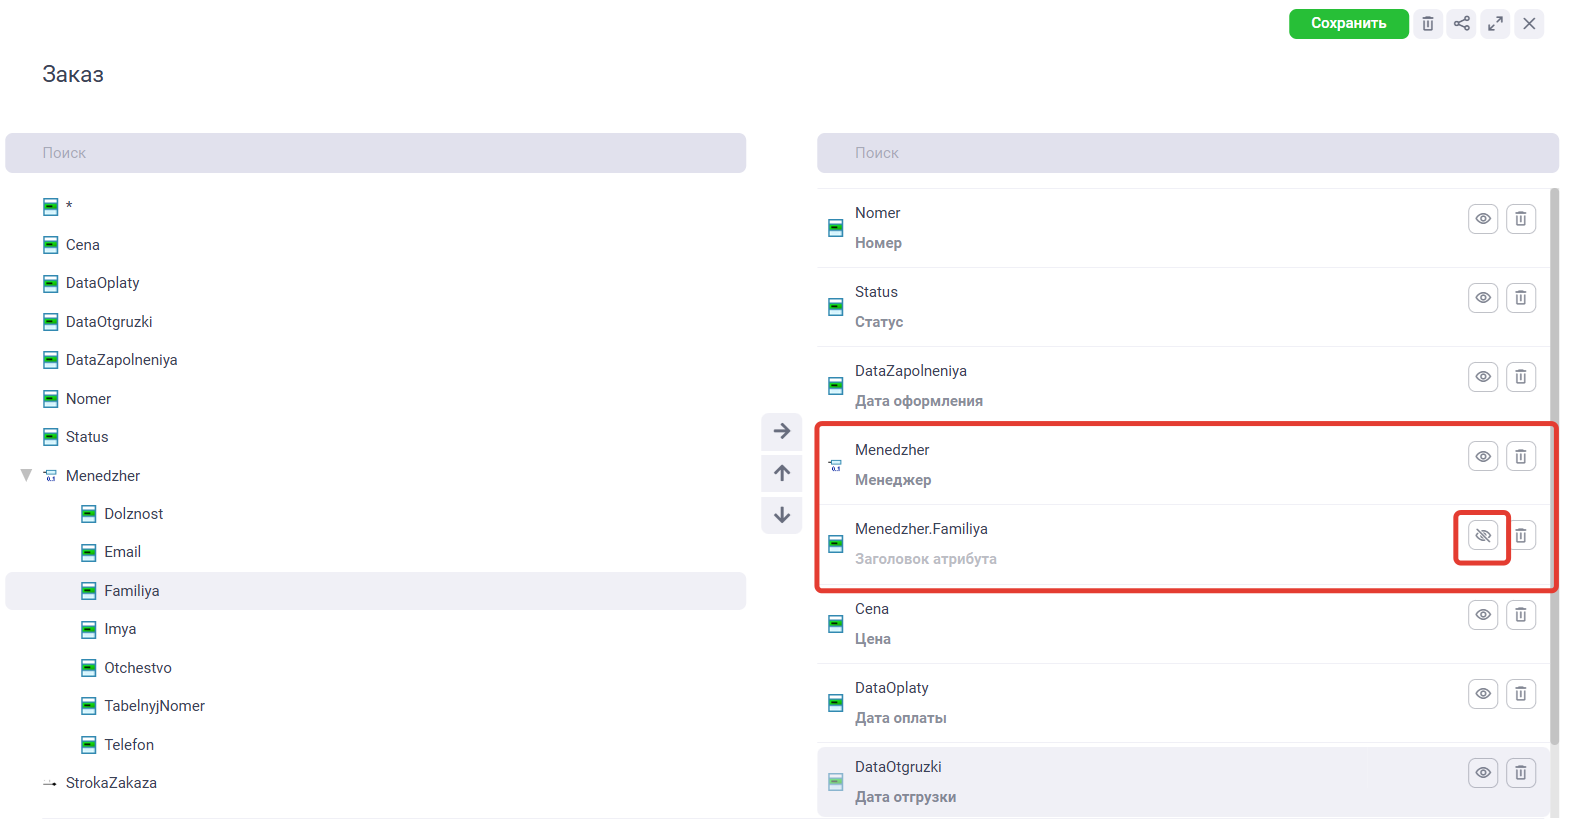 Сохранить
Заказ
Поиск
*
Cena
DataOplaty
DataOtgruzki
DataZapolneniya
Nomer
Status
Menedzher
Dolznost
Email
Familiya
Imya
Otchestvo
TabelnyjNomer
Telefon
StrokaZakaza
Поиск
Nomer
Номер
Status
Статус
DataZapolneniya
Дата оформления
Menedzher
Менеджер
Menedzher.Familiya
Заголовок атрибута
Cena
Цена
DataOplaty
Дата оплаты
DataOtgruzki
Дата отгрузки